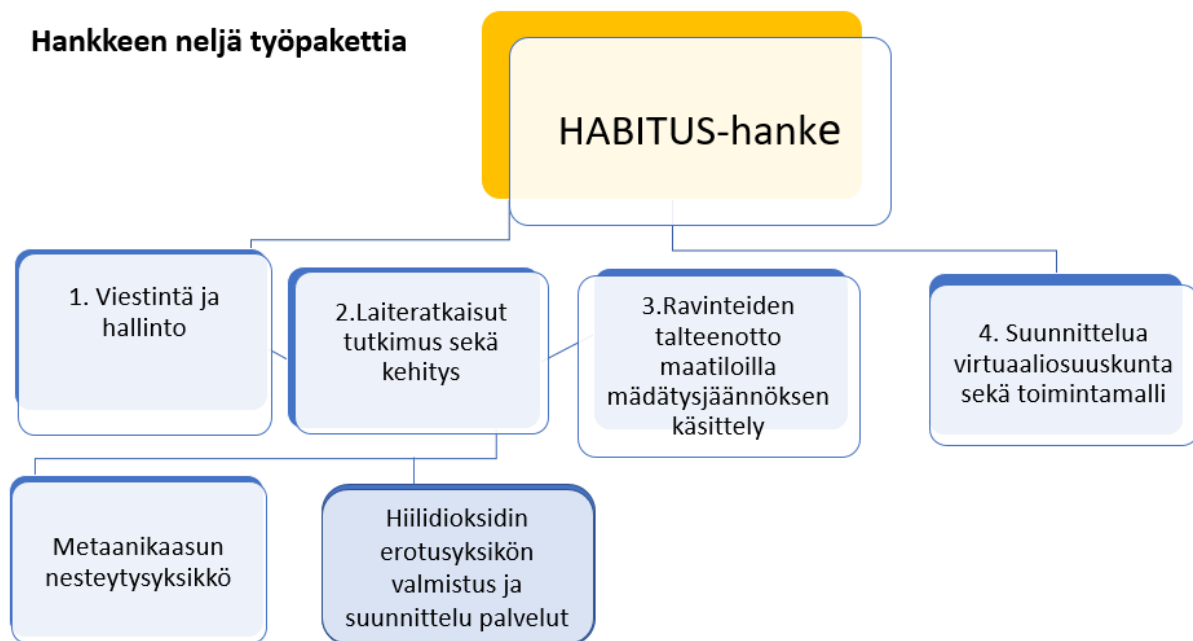 Hankkeen neljä työpakettia
HABITUS-hanke
1. Viestintä ja
hallinto
2.Laiteratkaisut
tutkimus sekä
kehitys
3.Ravinteiden
talteenotto
maatiloilla
mädätysjäännöksen
käsittely
4. Suunnittelua
virtuaaliosuuskunta
sekä toimintamalli
Metaanikaasun
nesteytysyksikkö
Hiilidioksidin
erotusyksikön
valmistus ja
suunnittelu palvelut